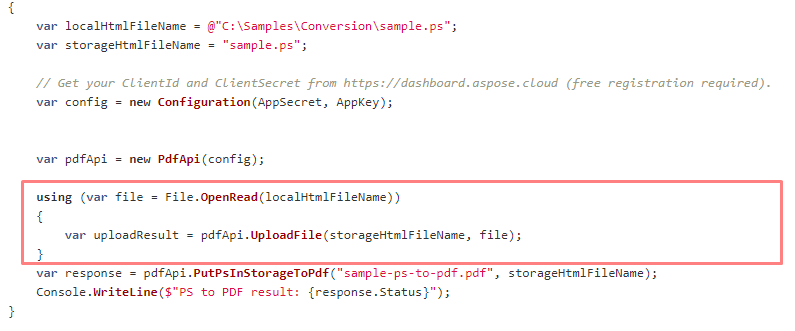 {
var localHtmlFileName = @"C:\Samples\Conversion\sample.ps";
var storageHtmlFileName = "sample.ps";
// Get your ClientId and ClientSecret from https://dashboard.aspose.cloud (free registration required).
var config = new Configuration(AppSecret, AppKey);
var pdfApi = new PdfApi(config);
using (var file = File.OpenRead(localHtmlFileName))
{
var uploadResult = pdfApi.UploadFile(storageHtmlFileName, file);
}
var response = pdfApi.PutPsInStorageToPdf("sample-ps-to-pdf.pdf", storageHtmlFileName);
Console.WriteLine($"PS to PDF result: {response.Status}");
}